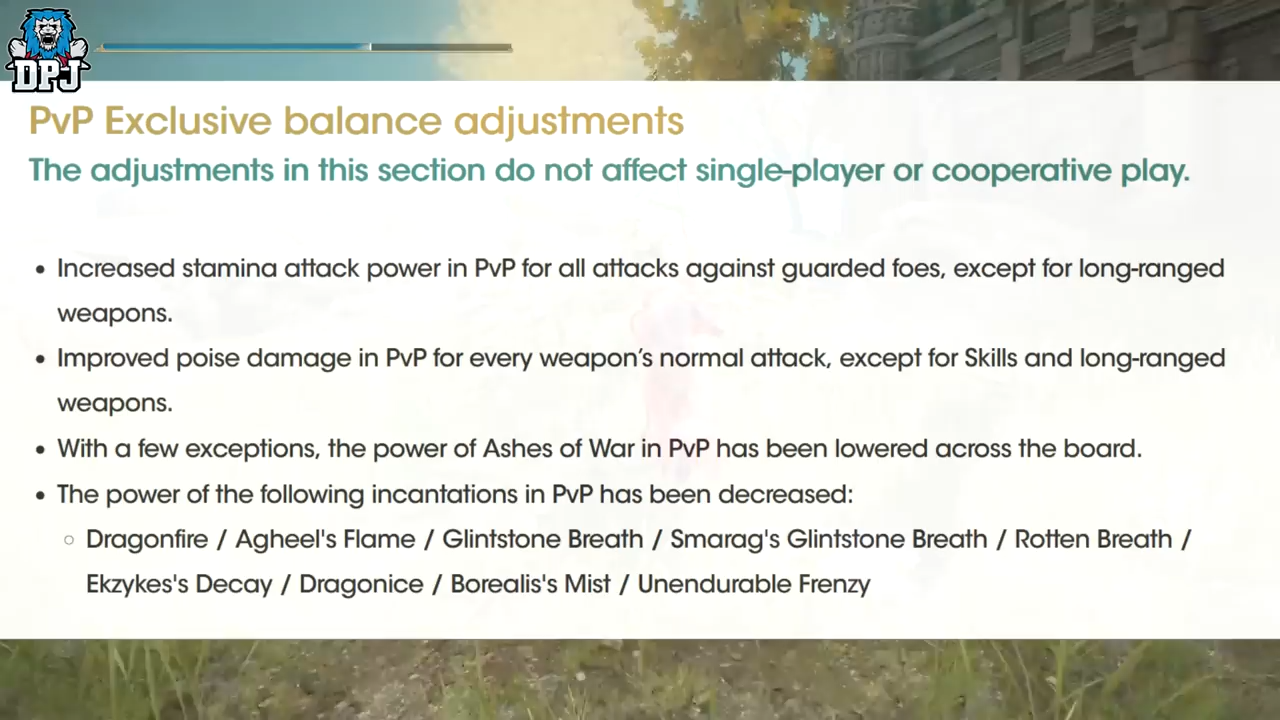 DPJ
PvP Exclusive balance adjustments
The adjustments in this section do not affect single-player or cooperative play.
• Increased stamina attack power in PvP for all attacks against guarded foes, except for long-ranged
weapons.
• Improved poise damage in PvP for every weapon's normal attack, except for Skills and long-ranged
weapons.
• With a few exceptions, the power of Ashes of War in PvP has been lowered across the board.
• The power of the following incantations in PvP has been decreased:
○ Dragonfire / Agheel's Flame / Glintstone Breath / Smarag's Glintstone Breath / Rotten Breath /
Ekzykes's Decay / Dragonice / Borealis's Mist / Unendurable Frenzy